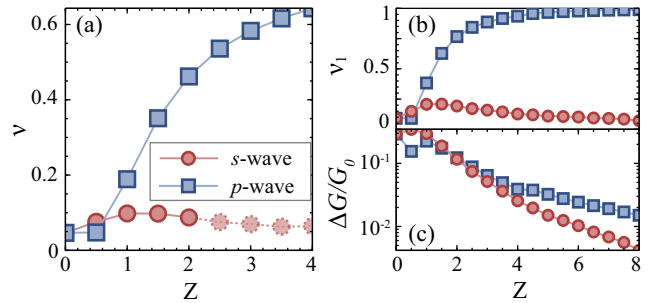 (a)
ν
0.6
0.4
0.2
0
s-wave
p-wave
0 1 2 3 4
Z
(b)
ν1
1
0.5
0
(c)
ΔG/G0
10-1
10-2
0 2 4 6 8
Z